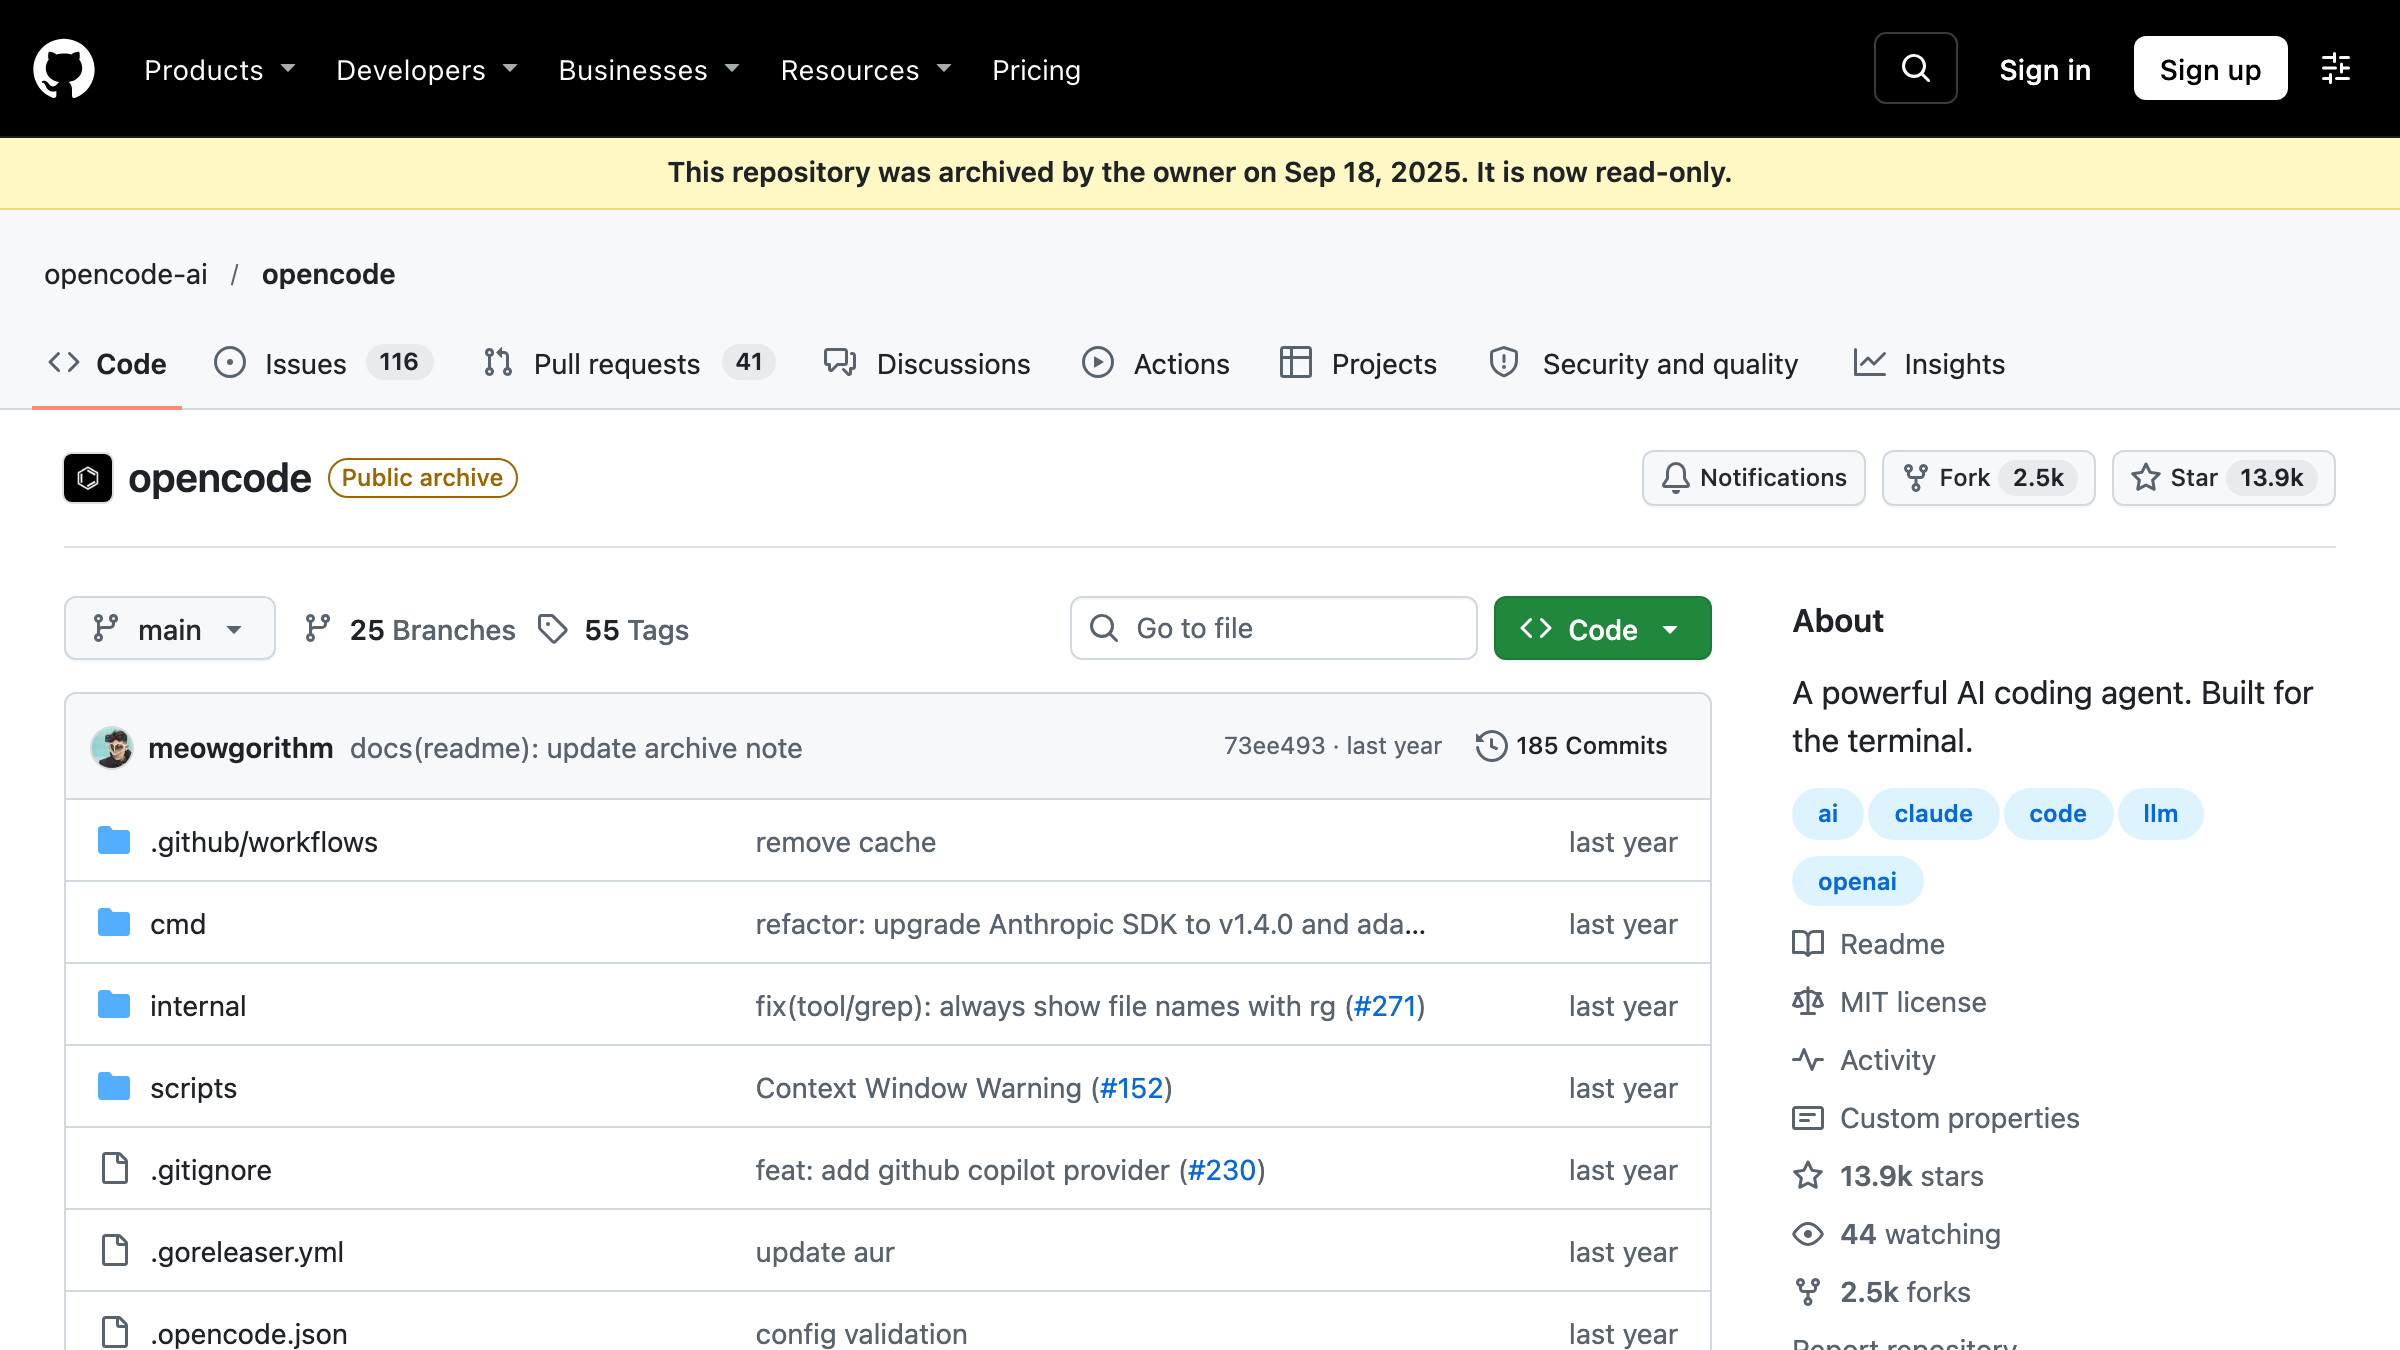 Products Developers Businesses Resources Pricing Sign in Sign up
This repository was archived by the owner on Sep 18, 2025. It is now read-only.
opencode-ai / opencode
Code Issues 116 Pull requests 41 Discussions Actions Projects Security and quality Insights
opencode Public archive Notifications Fork 2.5k Star 13.9k
main 25 Branches 55 Tags Go to file Code
meowgorithm docs(readme): update archive note 73ee493 · last year 185 Commits
.github/workflows remove cache last year
cmd refactor: upgrade Anthropic SDK to v1.4.0 and ada... last year
internal fix(tool/grep): always show file names with rg (#271) last year
scripts Context Window Warning (#152) last year
.gitignore feat: add github copilot provider (#230) last year
.goreleaser.yml update aur last year
.opencode.json config validation last year
About
A powerful AI coding agent. Built for
the terminal.
ai claude code llm
openai
Readme
MIT license
Activity
Custom properties
13.9k stars
44 watching
2.5k forks
Report repository